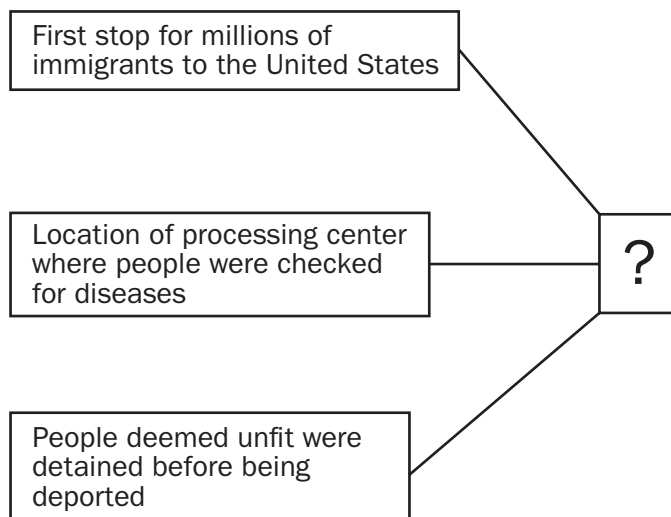 First stop for millions of
immigrants to the United States
Location of processing center
where people were checked
for diseases
?
People deemed unfit were
detained before being
deported